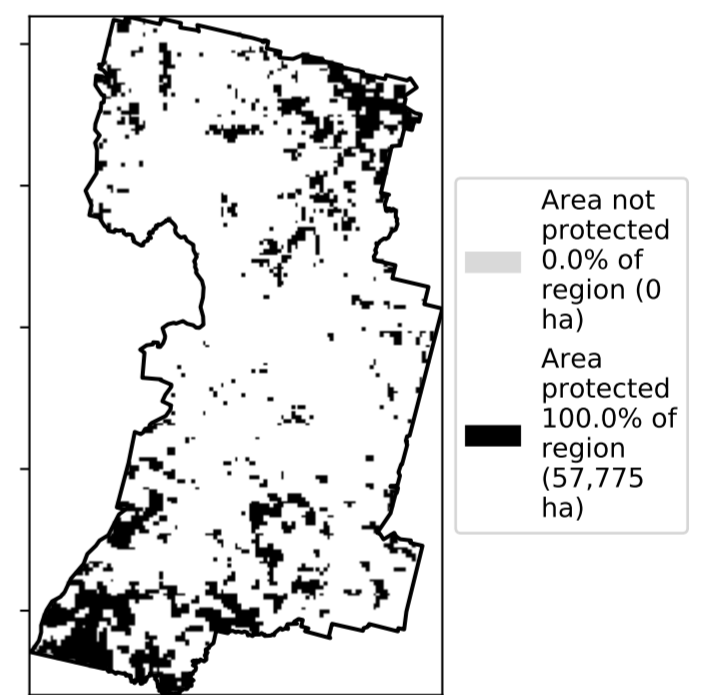 Area not
protected
0.0% of
region (0
ha)
Area
protected
100.0% of
region
(57,775
ha)